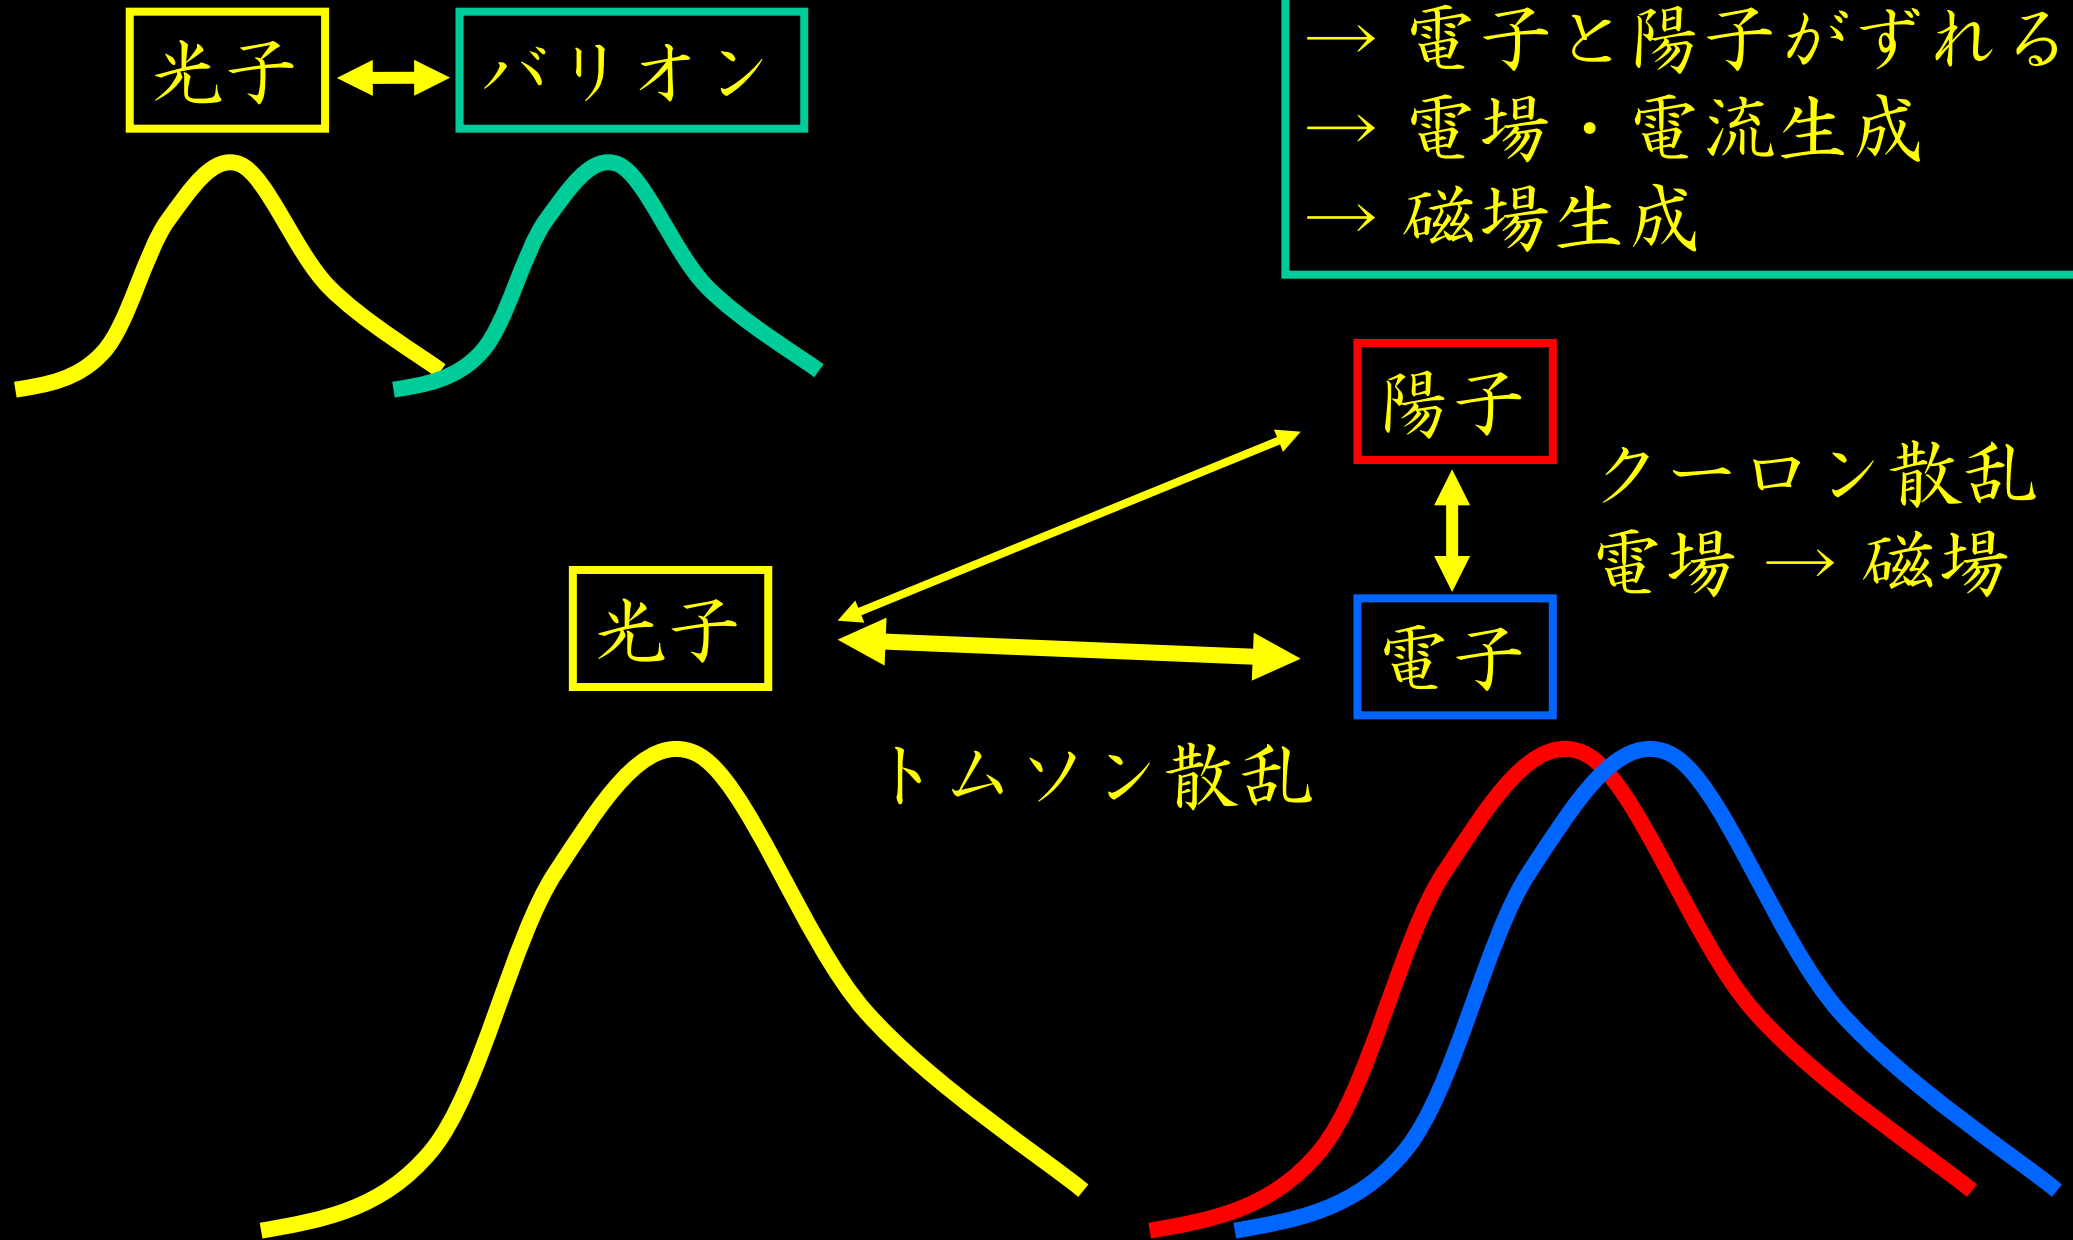 光子
バリオン
→ 電子と陽子がずれる
→ 電場・電流生成
→ 磁場生成
陽子
クーロン散乱
電場 → 磁場
光子
電子
トムソン散乱